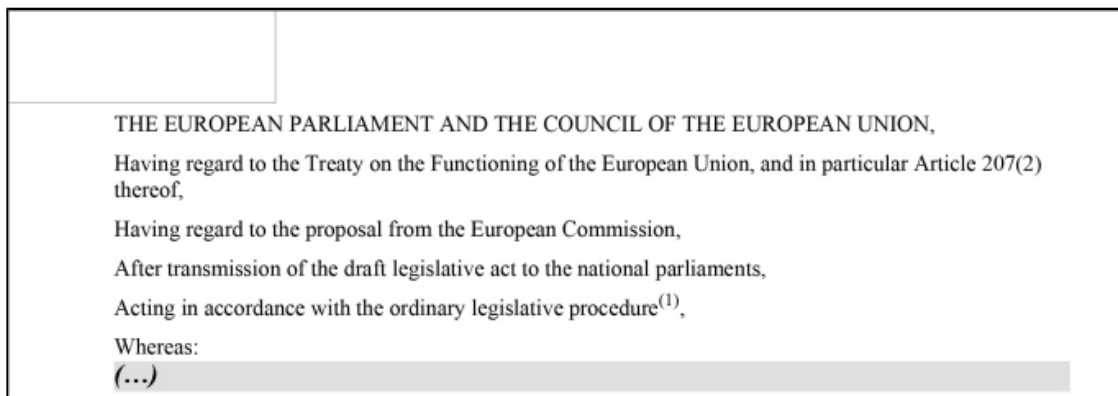 THE EUROPEAN PARLIAMENT AND THE COUNCIL OF THE EUROPEAN UNION,
Having regard to the Treaty on the Functioning of the European Union, and in particular Article 207(2)
thereof,
Having regard to the proposal from the European Commission,
After transmission of the draft legislative act to the national parliaments,
Acting in accordance with the ordinary legislative procedure(1),
Whereas:
(…)